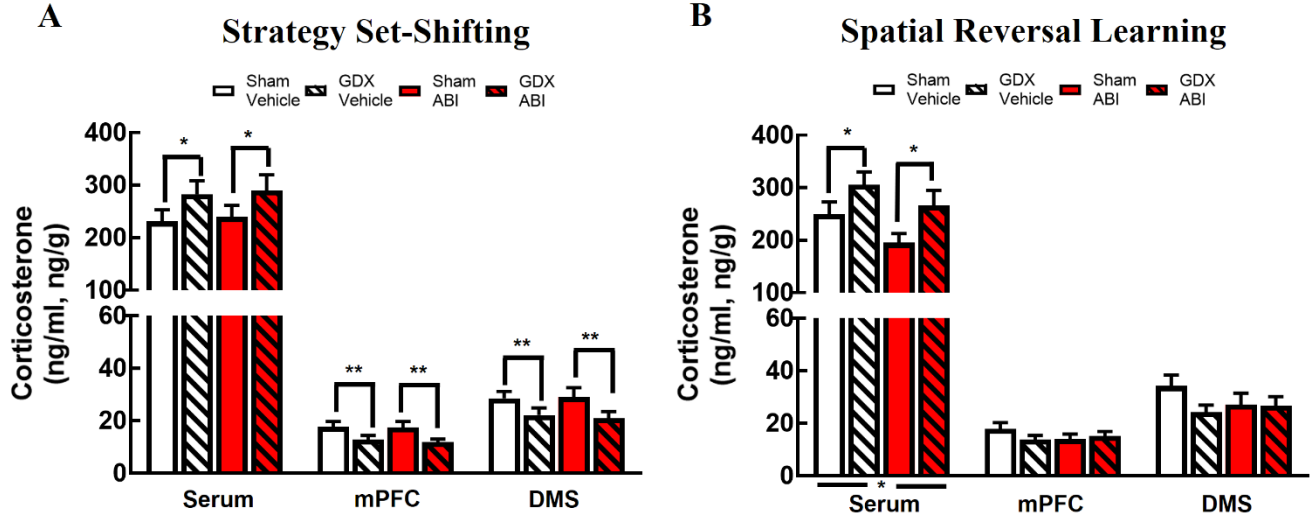 A
Strategy Set-Shifting
Sham Vehicle
GDX Vehicle
Sham ABI
GDX ABI
Corticosterone
(ng/ml, ng/g)
400
300
200
100
60
40
20
0
*
*
**
**
**
**
Serum
mPFC
DMS
B
Spatial Reversal Learning
Sham Vehicle
GDX Vehicle
Sham ABI
GDX ABI
Corticosterone
(ng/ml, ng/g)
400
300
200
100
60
40
20
0
*
*
Serum
*
mPFC
DMS